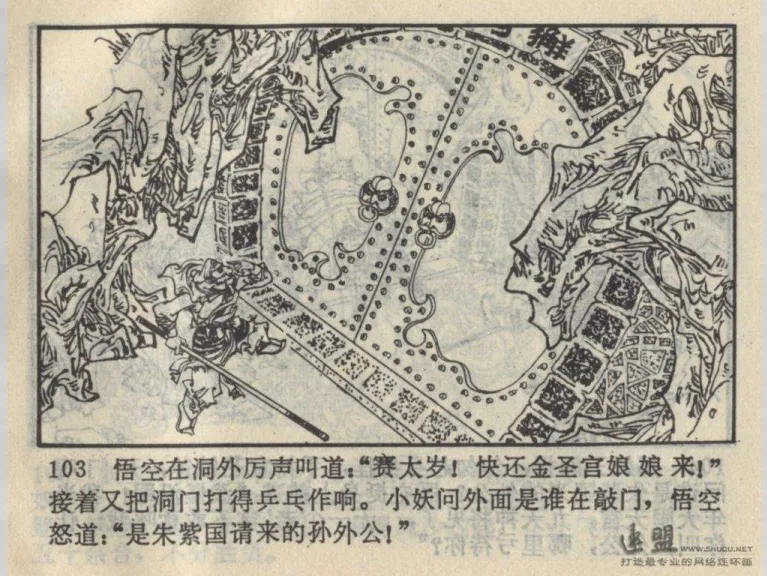 103 悟空在洞外厉声叫道：“赛太岁！快还金圣宫娘娘来！”
接着又把洞门打得乒乓作响。小妖问外面是谁在敲门，悟空
怒道：“是朱紫国请来的孙外公！”
连盟 WWW.SHUQU.NET
打造最专业的网络连环画